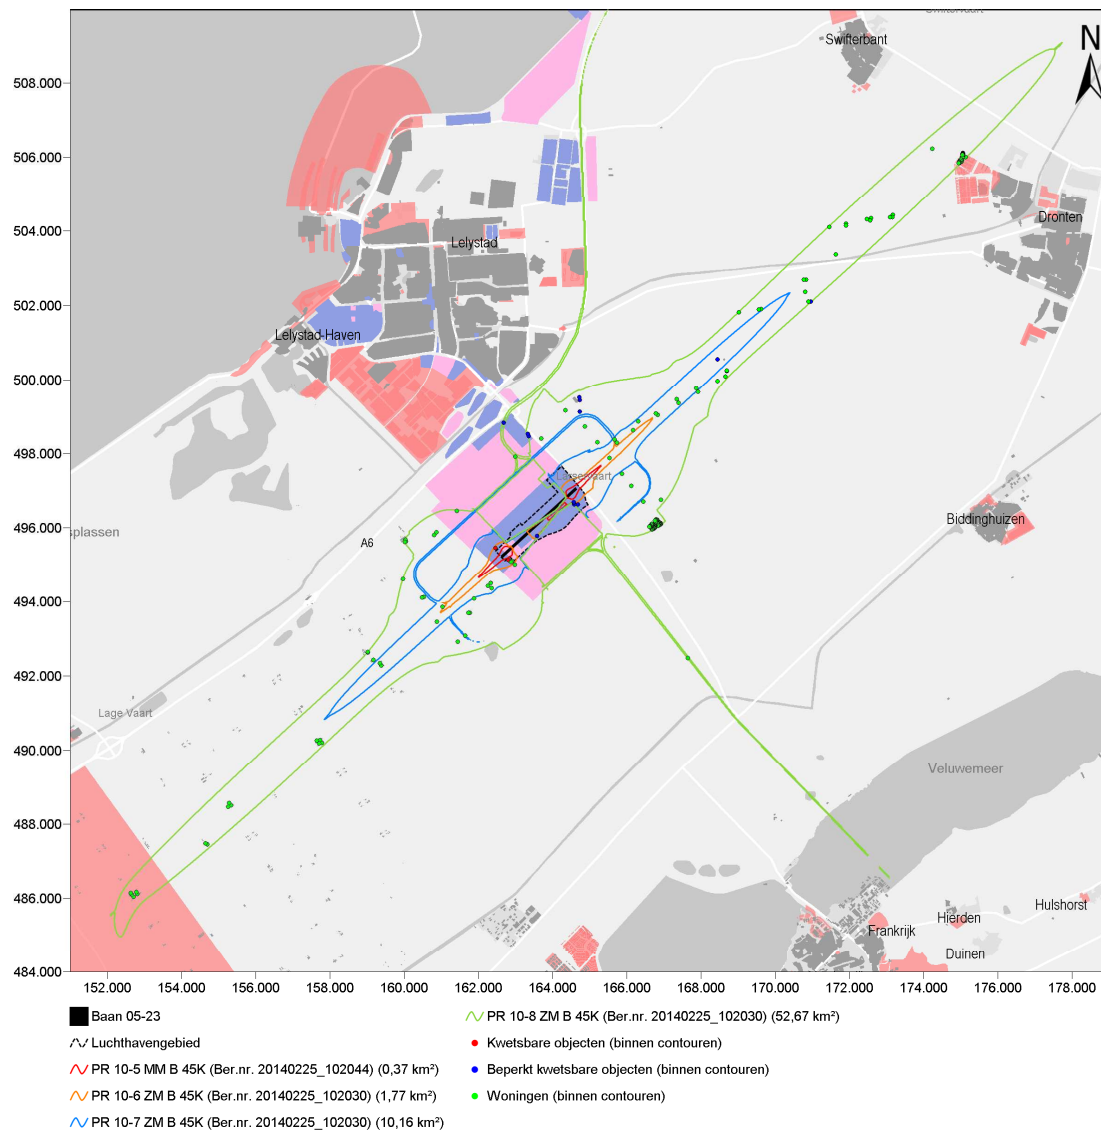 Swifterbant
N
508.000
506.000
504.000
502.000
500.000
498.000
496.000
494.000
492.000
490.000
488.000
486.000
484.000
Dronten
Lelystad
Lelystad-Haven
Biddinghuizen
A6
Lage Vaart
Veluwemeer
Hulshorst
Hierden
Frankrijk
Duinen
152.000 154.000 156.000 158.000 160.000 162.000 164.000 166.000 168.000 170.000 172.000 174.000 176.000 178.000
Baan 05-23
Luchthavengebied
PR 10-5 MM B 45K (Ber.nr. 20140225_102044) (0,37 km²)
PR 10-6 ZM B 45K (Ber.nr. 20140225_102030) (1,77 km²)
PR 10-7 ZM B 45K (Ber.nr. 20140225_102030) (10,16 km²)
PR 10-8 ZM B 45K (Ber.nr. 20140225_102030) (52,67 km²)
Kwetsbare objecten (binnen contouren)
Beperkt kwetsbare objecten (binnen contouren)
Woningen (binnen contouren)